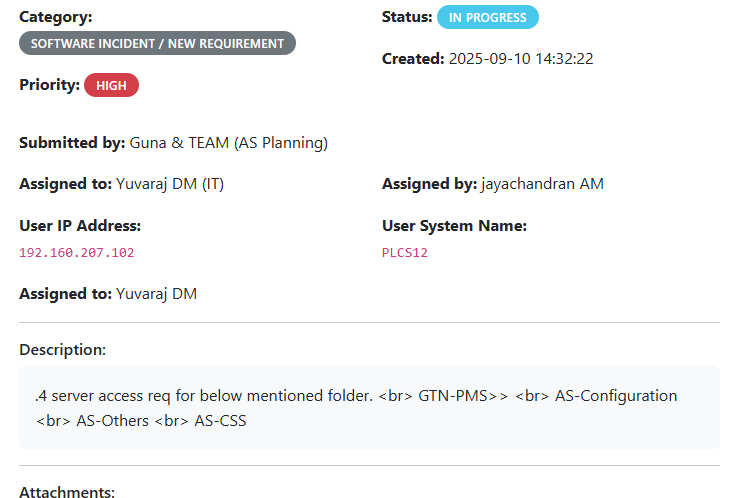 Category:
SOFTWARE INCIDENT / NEW REQUIREMENT
Status: IN PROGRESS
Priority: HIGH
Created: 2025-09-10 14:32:22
Submitted by: Guna & TEAM (AS Planning)
Assigned to: Yuvaraj DM (IT)
Assigned by: jayachandran AM
User IP Address:
192.160.207.102
User System Name:
PLCS12
Assigned to: Yuvaraj DM
Description:
.4 server access req for below mentioned folder. <br> GTN-PMS>> <br> AS-Configuration
<br> AS-Others <br> AS-CSS
Attachments: